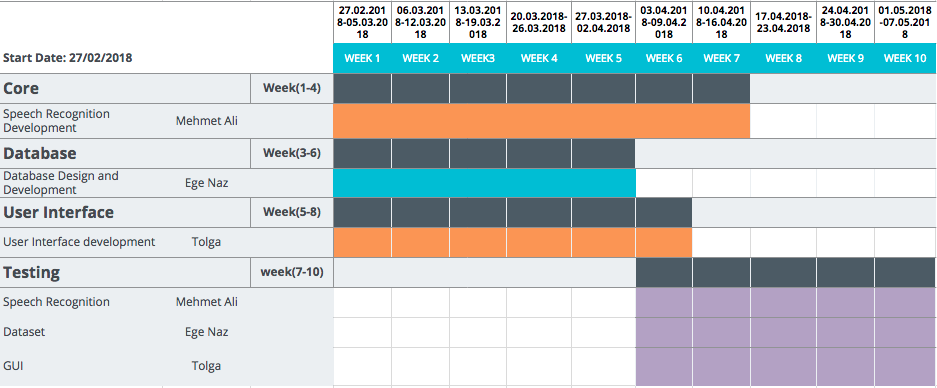 27.02.201
8-05.03.20
18
06.03.201
8-12.03.20
18
13.03.201
8-19.03.2
018
20.03.2018-
26.03.2018
27.03.2018-
02.04.2018
03.04.201
8-09.04.2
018
10.04.201
8-16.04.20
18
17.04.2018-
23.04.2018
24.04.201
8-30.04.20
18
01.05.2018
-07.05.201
8
Start Date: 27/02/2018
WEEK 1
WEEK 2
WEEK3
WEEK 4
WEEK 5
WEEK 6
WEEK 7
WEEK 8
WEEK 9
WEEK 10
Core
Week(1-4)
Speech Recognition
Development
Mehmet Ali
Database
Week(3-6)
Database Design and
Development
Ege Naz
User Interface
Week(5-8)
User Interface development
Tolga
Testing
week(7-10)
Speech Recognition
Mehmet Ali
Dataset
Ege Naz
GUI
Tolga